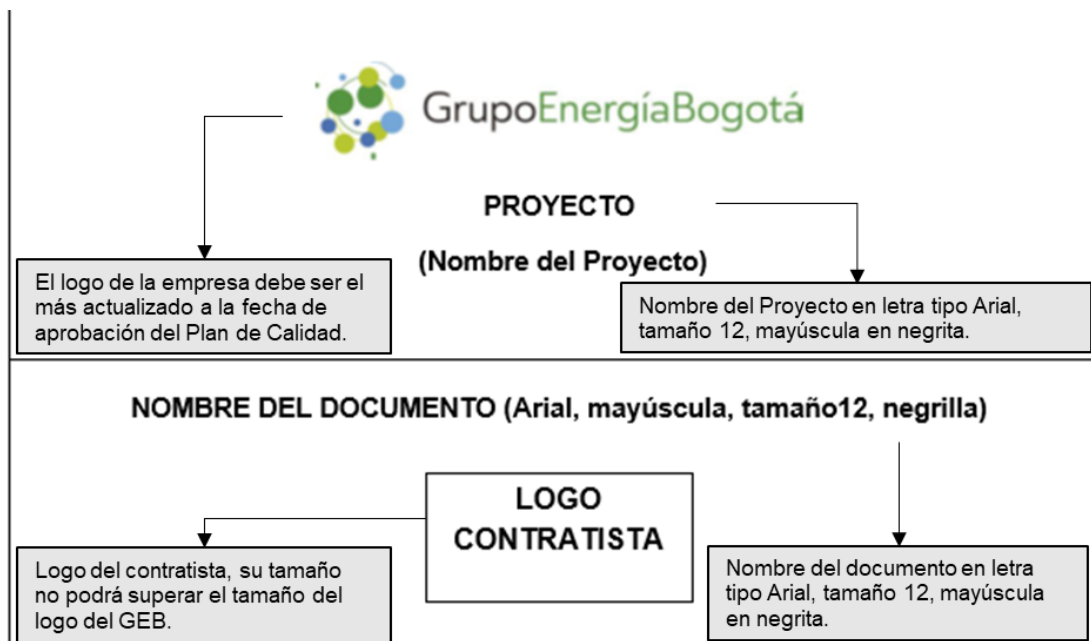 GrupoEnergíaBogotá
PROYECTO
(Nombre del Proyecto)
El logo de la empresa debe ser el
más actualizado a la fecha de
aprobación del Plan de Calidad.
Nombre del Proyecto en letra tipo Arial,
tamaño 12, mayúscula en negrita.
NOMBRE DEL DOCUMENTO (Arial, mayúscula, tamaño12, negrilla)
LOGO
CONTRATISTA
Logo del contratista, su tamaño
no podrá superar el tamaño del
logo del GEB.
Nombre del documento en letra
tipo Arial, tamaño 12, mayúscula
en negrita.